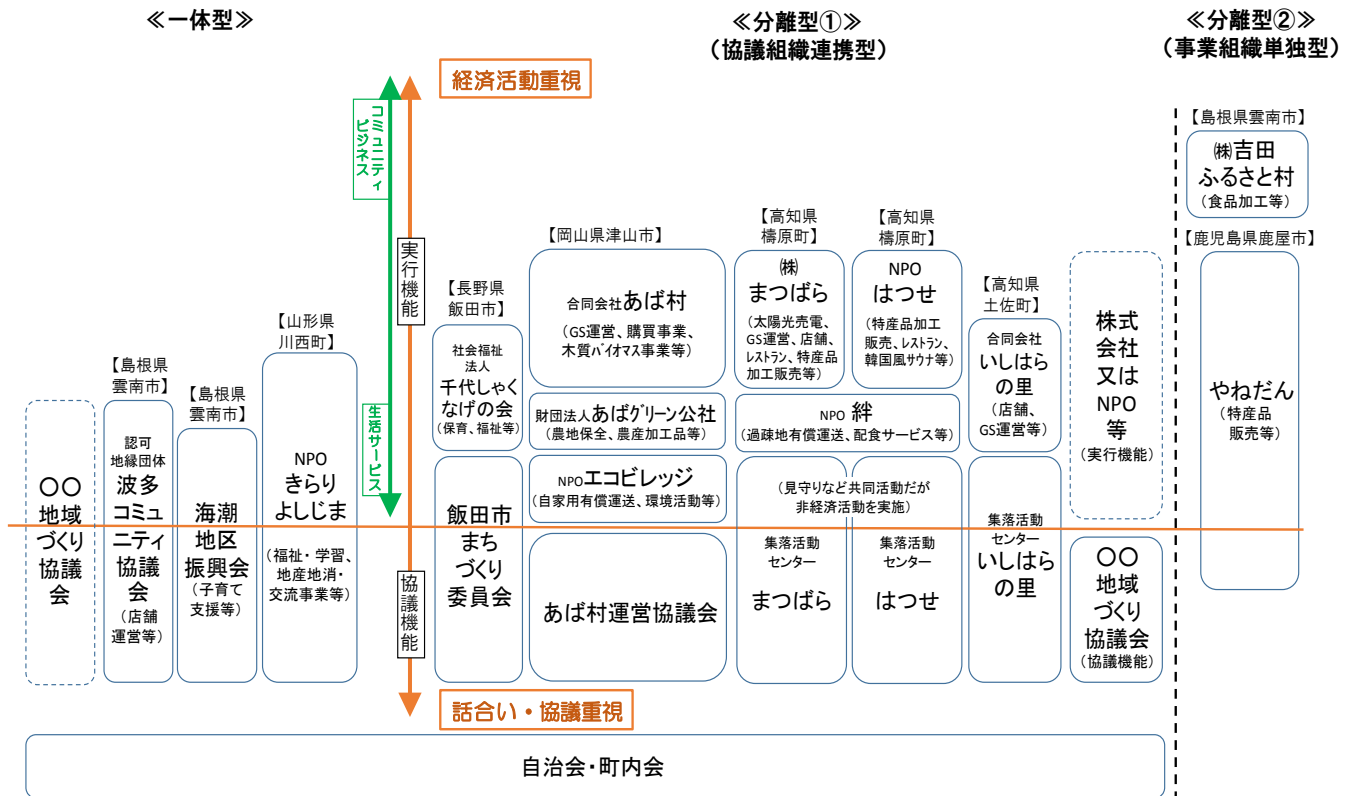 ≪一体型≫
≪分離型①≫
(協議組織連携型)
≪分離型②≫
(事業組織単独型)
経済活動重視
コミュニティ
ビジネス
生活サービス
実行機能
協議機能
話合い・協議重視
〇〇
地域
づくり
協議
会
【島根県
雲南市】
認可
地縁団体
波多
コミュ
ニティ
協議
会
(店舗
運営等)
【島根県
雲南市】
海潮
地区
振興会
(子育て
支援等)
【山形県
川西町】
NPO
きらり
よしじま
(福祉・学習、
地産地消・
交流事業等)
【長野県
飯田市】
社会福祉
法人
千代しゃく
なげの会
(保育、福祉等)
飯田市
まち
づくり
委員会
【岡山県津山市】
合同会社あば村
(GS運営、購買事業、
木質バイオマス事業等)
財団法人あばグリーン公社
(農地保全、農産加工品等)
NPOエコビレッジ
(自家用有償運送、環境活動等)
あば村運営協議会
【高知県
檮原町】
㈱
まつばら
(太陽光売電、
GS運営、店舗、
レストラン、特産品
加工販売等)
【高知県
檮原町】
NPO
はつせ
(特産品加工
販売、レストラン、
韓国風サウナ等)
NPO 絆
(過疎地有償運送、配食サービス等)
(見守りなど共同活動だが
非経済活動を実施)
集落活動
センター
まつばら
集落活動
センター
はつせ
【高知県
土佐町】
合同会社
いしはら
の里
(店舗、
GS運営等)
集落活動
センター
いしはら
の里
株式
会社
又は
NPO
等
(実行機能)
〇〇
地域
づくり
協議会
(協議機能)
【島根県雲南市】
㈱吉田
ふるさと村
(食品加工等)
【鹿児島県鹿屋市】
やねだん
(特産品
販売等)
自治会・町内会